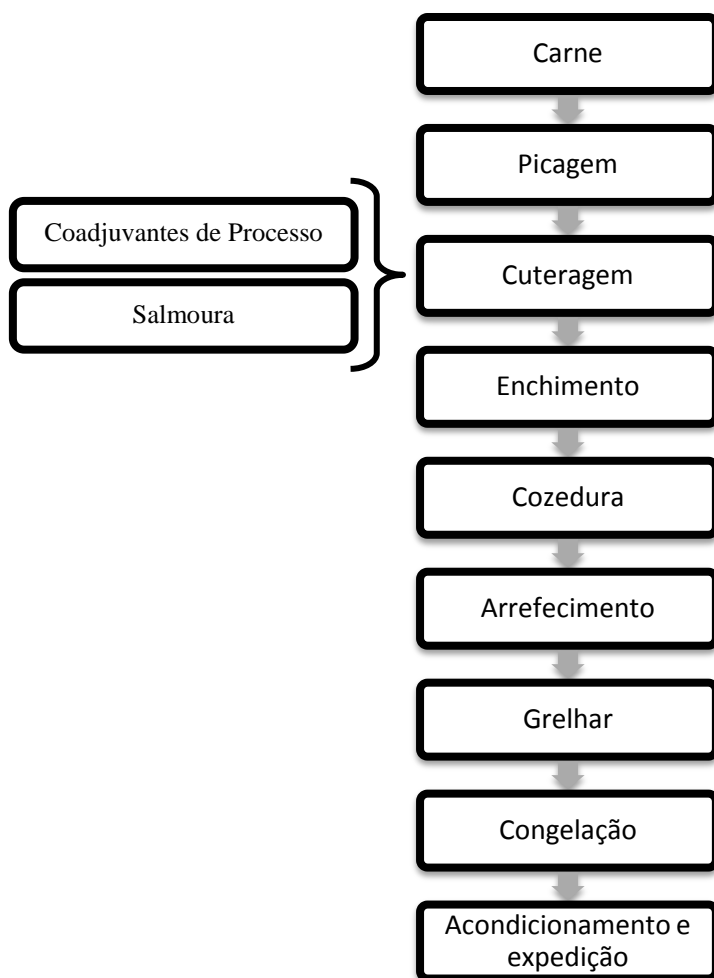 Carne
Picagem
Coadjuvantes de Processo
Salmoura
Cuteragem
Enchimento
Cozedura
Arrefecimento
Grelhar
Congelação
Acondicionamento e
expedição